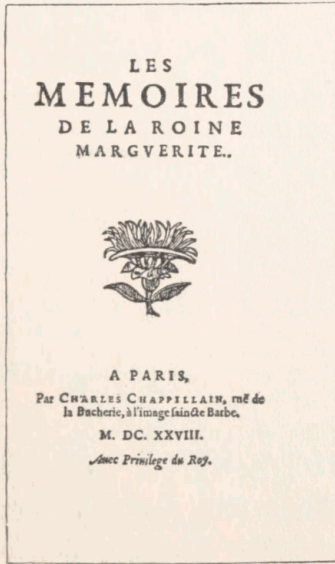 LES
MEMOIRES
DE LA ROINE
MARGVERITE..
A PARIS,
Par CHARLES CHAPPELLAIN, ruë de
la Bucherie, à l'image saincte Barbe.
M. DC. XXVIII.
Auec Priuilege du Roy.